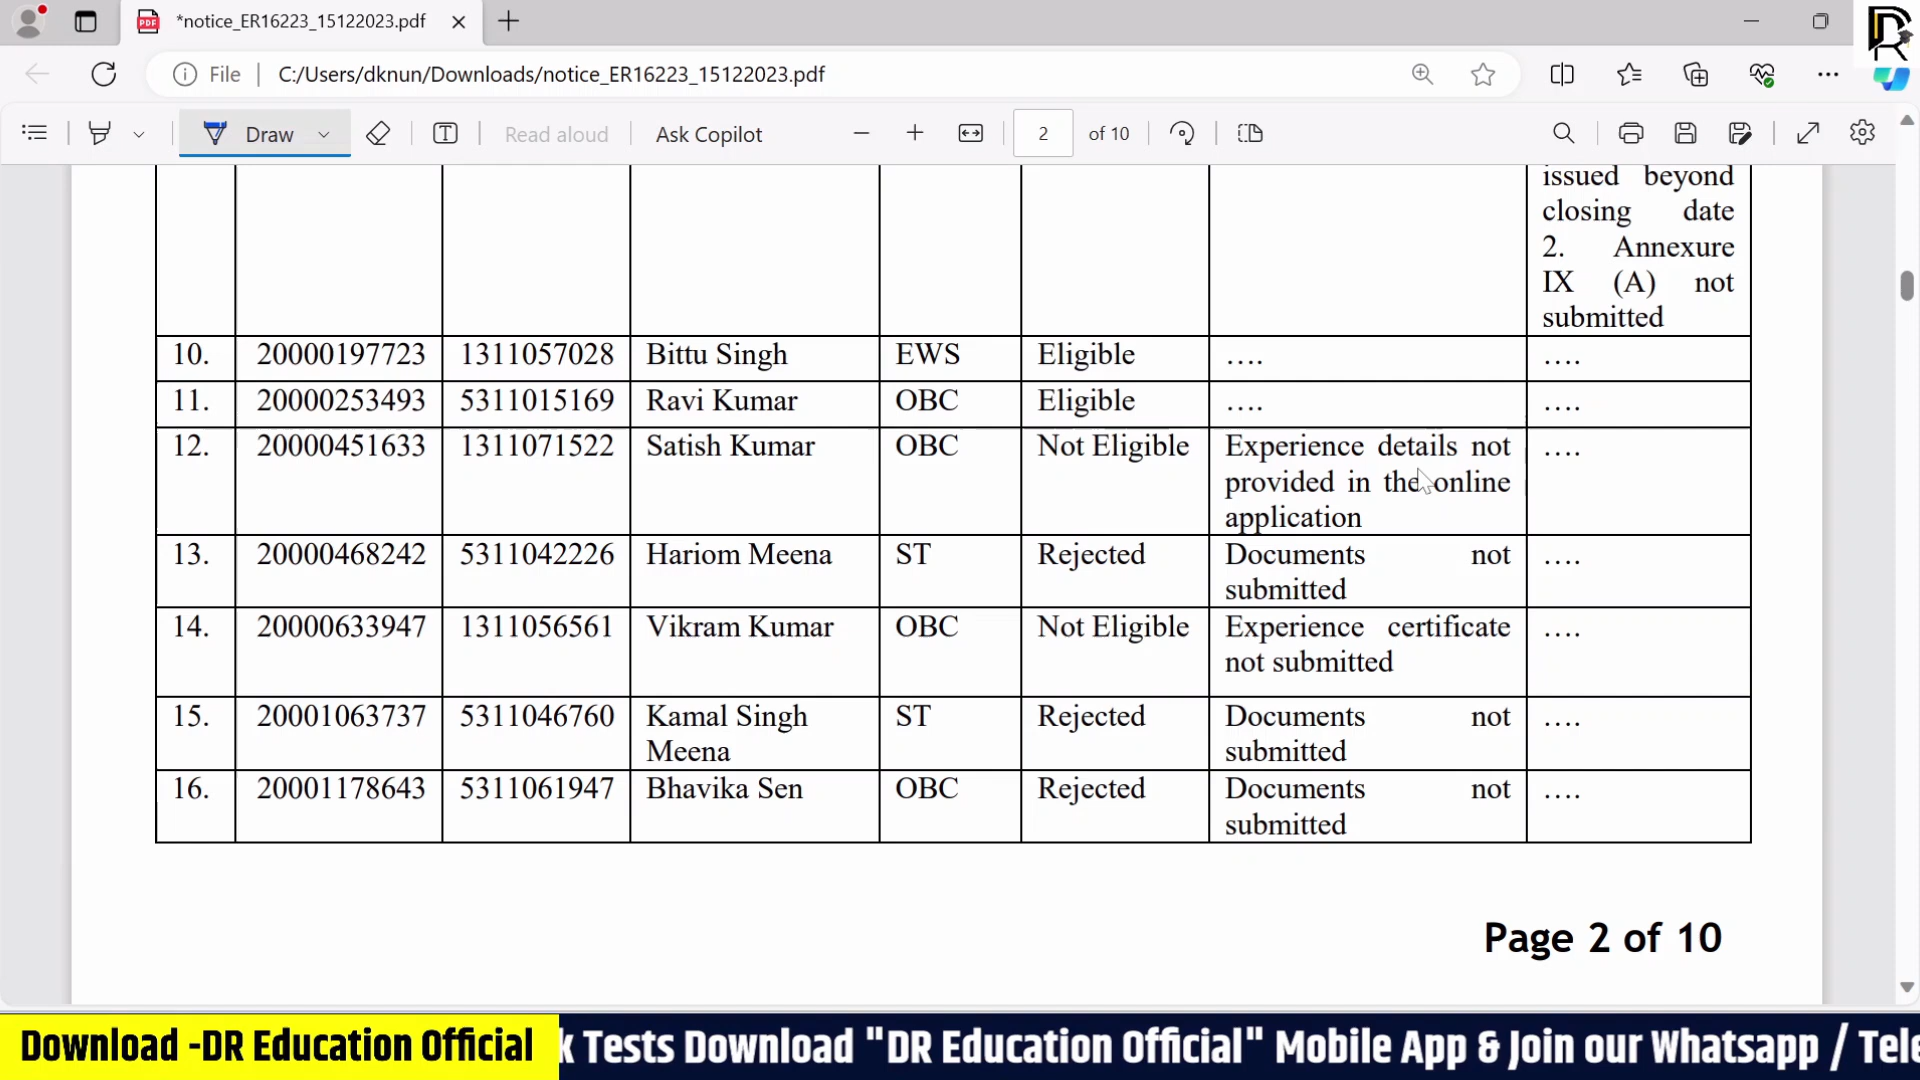 *notice_ER16223_15122023.pdf
File C:/Users/dknun/Downloads/notice_ER16223_15122023.pdf
Draw Read aloud Ask Copilot 2 of 10
issued beyond
closing date
2. Annexure
IX (A) not
submitted
10. 20000197723 1311057028 Bittu Singh EWS Eligible .... ....
11. 20000253493 5311015169 Ravi Kumar OBC Eligible .... ....
12. 20000451633 1311071522 Satish Kumar OBC Not Eligible Experience details not ....
provided in the online
application
13. 20000468242 5311042226 Hariom Meena ST Rejected Documents not ....
submitted
14. 20000633947 1311056561 Vikram Kumar OBC Not Eligible Experience certificate ....
not submitted
15. 20001063737 5311046760 Kamal Singh ST Rejected Documents not ....
Meena submitted
16. 20001178643 5311061947 Bhavika Sen OBC Rejected Documents not ....
submitted
Page 2 of 10
Download -DR Education Official k Tests Download "DR Education Official" Mobile App & Join our Whatsapp / Tele